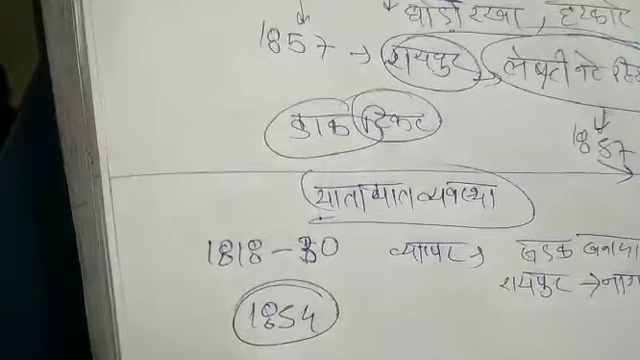 ↓ घोड़ा रखा, हरकोट
1857 → रायपुर, लेफ्टीनेंट
डाक टिकट
1857
यातायात व्यवस्था
1818-30 व्यापार → सड़क बनाया
रायपुर → नाग
1854